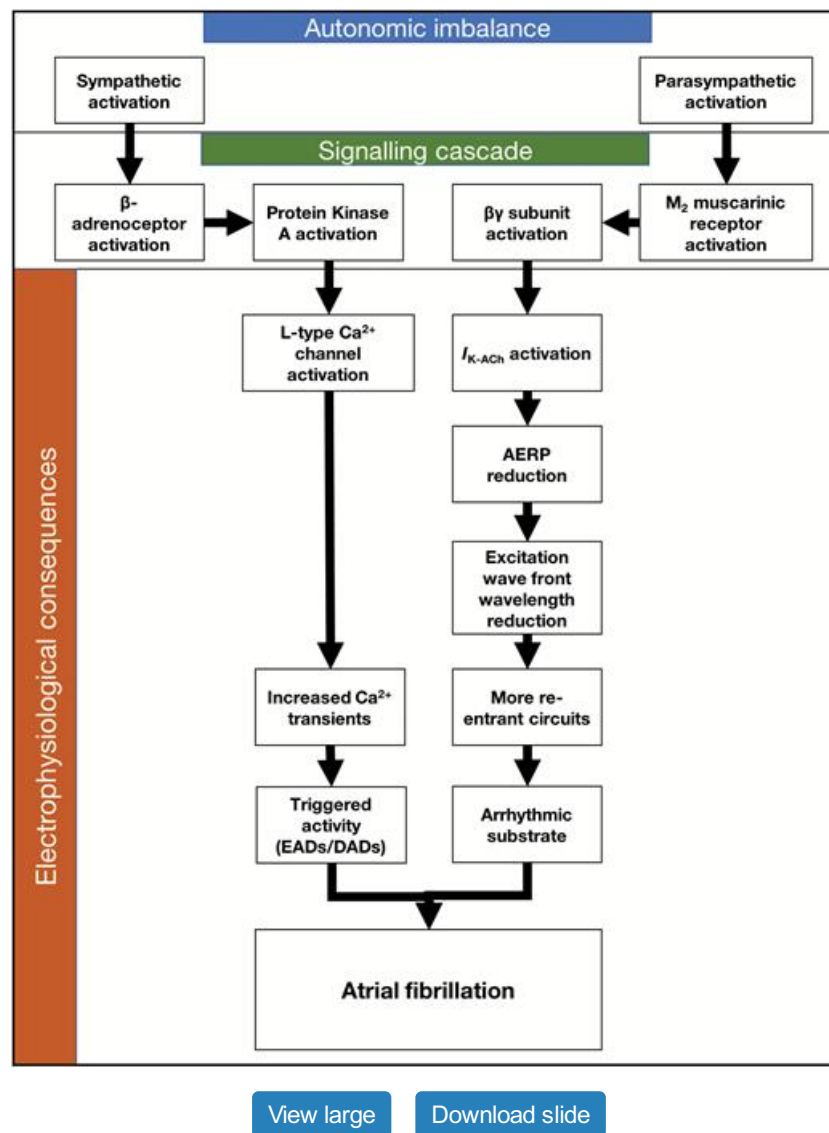 Autonomic imbalance
Sympathetic
activation
Parasympathetic
activation
Signalling cascade
β-
adrenoceptor
activation
Protein Kinase
A activation
βγ subunit
activation
M₂ muscarinic
receptor
activation
Electrophysiological consequences
L-type Ca²⁺
channel
activation
I_K-ACh activation
AERP
reduction
Excitation
wave front
wavelength
reduction
Increased Ca²⁺
transients
More re-
entrant circuits
Triggered
activity
(EADs/DADs)
Arrhythmic
substrate
Atrial fibrillation
View large
Download slide